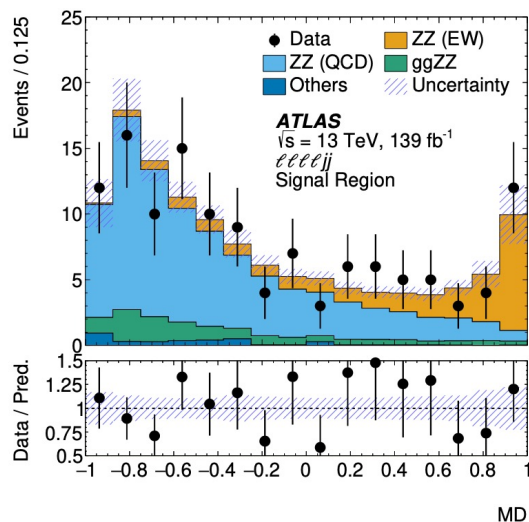 Events / 0.125
25
20
15
10
5
0
Data
ZZ (EW)
ZZ (QCD)
ggZZ
Others
Uncertainty
ATLAS
√s = 13 TeV, 139 fb⁻¹
ℓℓℓℓjj
Signal Region
Data / Pred.
1.5
1.25
1
0.75
0.5
−1 −0.8 −0.6 −0.4 −0.2 0 0.2 0.4 0.6 0.8 1
MD